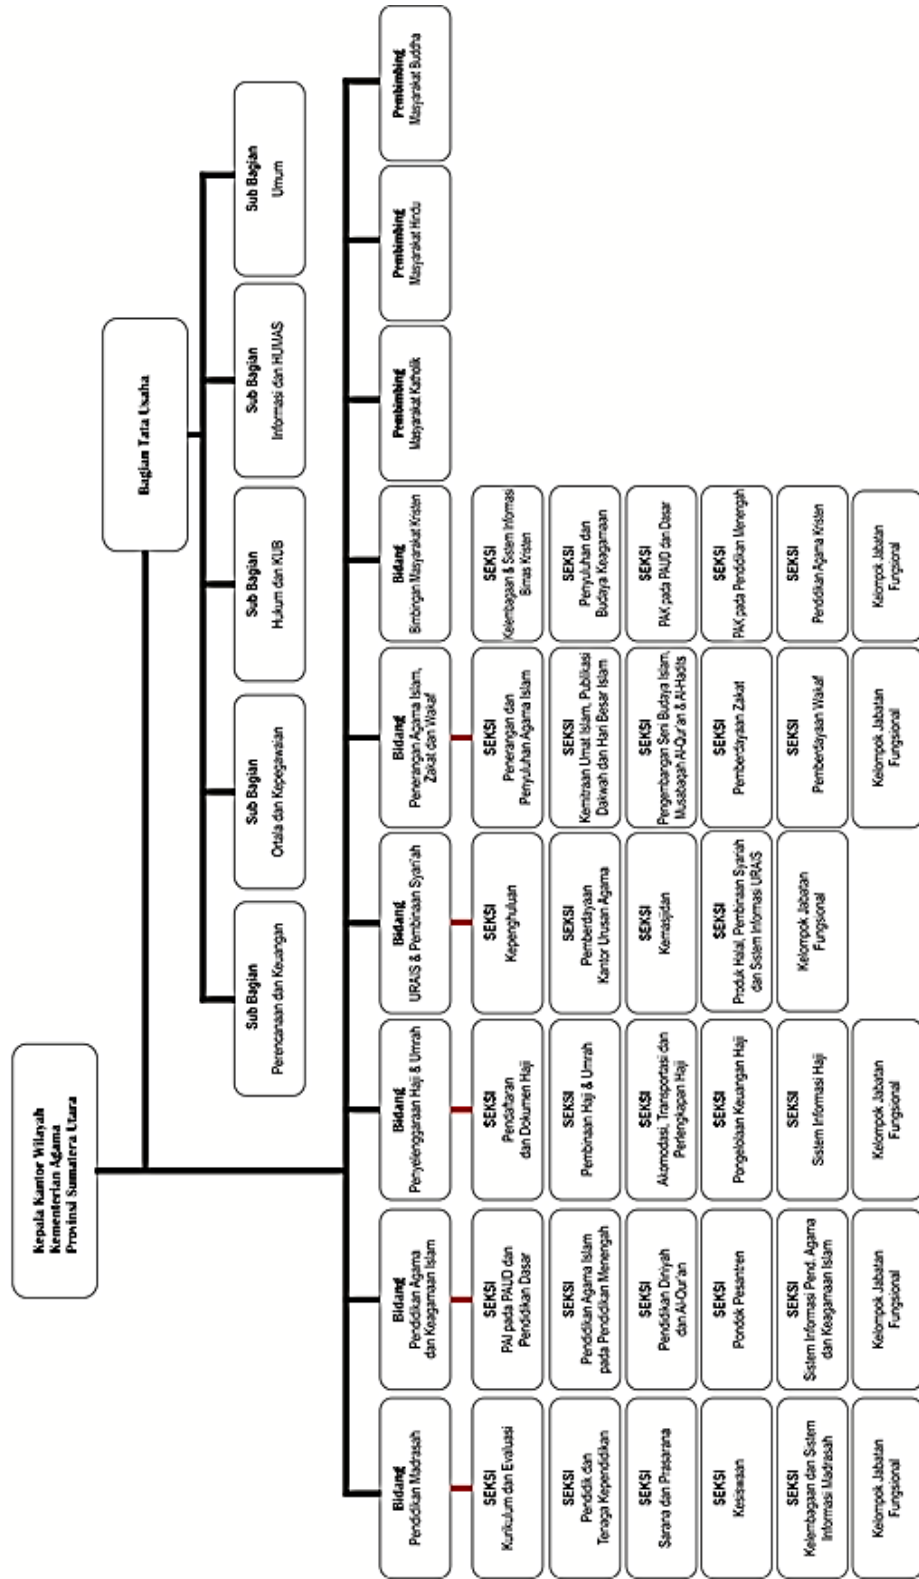 Kepala Kantor Wilayah
Kementerian Agama
Provinsi Sumatera Utara
Bagian Tata Usaha
Sub Bagian
Perencanaan dan Keuangan
Sub Bagian
Ortala dan Kepegawaian
Sub Bagian
Hukum dan KUB
Sub Bagian
Informasi dan HUMAS
Sub Bagian
Umum
Bidang
Pendidikan Madrasah
Bidang
Pendidikan Agama
dan Keagamaan Islam
Bidang
Penyelenggaraan Haji & Umrah
Bidang
URAIS & Pembinaan Syari'ah
Bidang
Penerangan Agama Islam,
Zakat dan Wakaf
Bidang
Bimbingan Masyarakat Kristen
Pembimbing
Masyarakat Katholik
Pembimbing
Masyarakat Hindu
Pembimbing
Masyarakat Buddha
SEKSI
Kurikulum dan Evaluasi
SEKSI
PAI pada PAUD dan
Pendidikan Dasar
SEKSI
Pendaftaran
dan Dokumen Haji
SEKSI
Kepenghuluan
SEKSI
Penerangan dan
Penyuluhan Agama Islam
SEKSI
Kelembagaan & Sistem Informasi
Bimas Kristen
SEKSI
Pendidik dan
Tenaga Kependidikan
SEKSI
Pendidikan Agama Islam
pada Pendidikan Menengah
SEKSI
Pembinaan Haji & Umrah
SEKSI
Pemberdayaan
Kantor Urusan Agama
SEKSI
Kemitraan Umat Islam, Publikasi
Dakwah dan Hari Besar Islam
SEKSI
Penyuluhan dan
Budaya Keagamaan
SEKSI
Sarana dan Prasarana
SEKSI
Pendidikan Diniyah
dan Al-Qur'an
SEKSI
Akomodasi, Transportasi dan
Perlengkapan Haji
SEKSI
Kemasjidan
SEKSI
Pengembangan Seni Budaya Islam,
Musabaqah Al-Qur'an & Al-Hadits
SEKSI
PAK pada PAUD dan Dasar
SEKSI
Kesiswaan
SEKSI
Pondok Pesantren
SEKSI
Pengelolaan Keuangan Haji
SEKSI
Produk Halal, Pembinaan Syariah
dan Sistem Informasi URAIS
SEKSI
Pemberdayaan Zakat
SEKSI
PAK pada Pendidikan Menengah
SEKSI
Kelembagaan dan Sistem
Informasi Madrasah
SEKSI
Sistem Informasi Pend. Agama
dan Keagamaan Islam
SEKSI
Sistem Informasi Haji
Kelompok Jabatan
Fungsional
SEKSI
Pemberdayaan Wakaf
SEKSI
Pendidikan Agama Kristen
Kelompok Jabatan
Fungsional
Kelompok Jabatan
Fungsional
Kelompok Jabatan
Fungsional
Kelompok Jabatan
Fungsional
Kelompok Jabatan
Fungsional